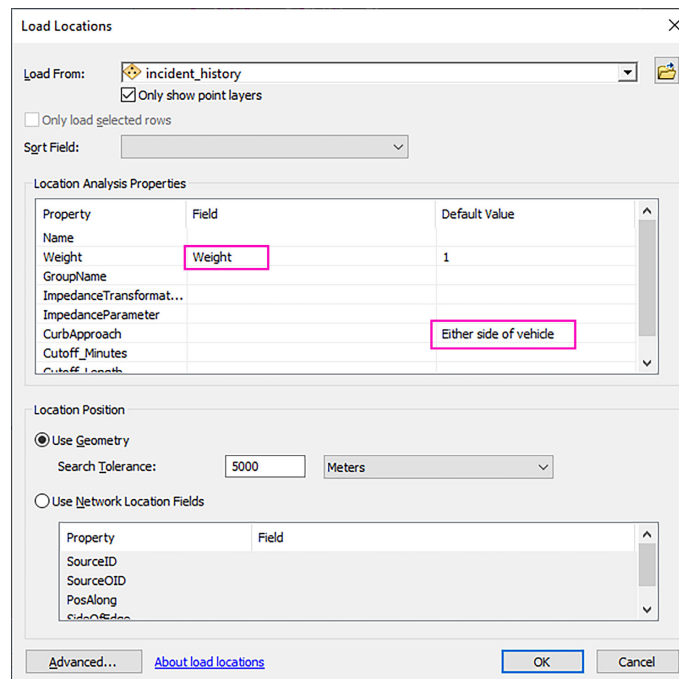 Load Locations
Load From: incident_history
Only show point layers
Only load selected rows
Sort Field:
Location Analysis Properties
Property Field Default Value
Name
Weight Weight 1
GroupName
ImpedanceTransformat...
ImpedanceParameter
CurbApproach Either side of vehicle
Cutoff_Minutes
Cutoff_Length
Location Position
Use Geometry
Search Tolerance: 5000 Meters
Use Network Location Fields
Property Field
SourceID
SourceOID
PosAlong
SideOfEdge
Advanced... About load locations OK Cancel